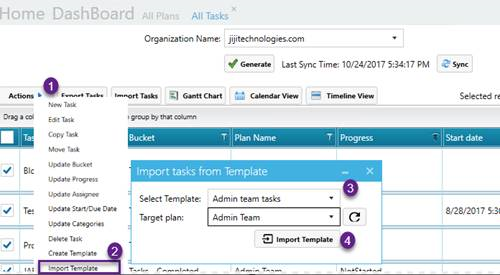 Home DashBoard All Plans All Tasks ×
Organization Name: jijitechnologies.com
Generate Last Sync Time: 10/24/2017 5:34:17 PM Sync
1
Actions Export Tasks Import Tasks Gantt Chart Calendar View Timeline View Selected re
Drag a co group by that column
New Task
Edit Task
Copy Task
Move Task
Update Bucket
Update Progress
Update Assignee
Update Start/Due Date
Update Categories
Delete Task
Create Template
2
Import Template
Tas Bucket Plan Name Progress Start date
Blo
Tes 8/28/2017 5:30
Pro
Import tasks from Template
3
Select Template: Admin team tasks
Target plan: Admin Team
Import Template
4
IAI Tasks Completed Admin Team NotStarted